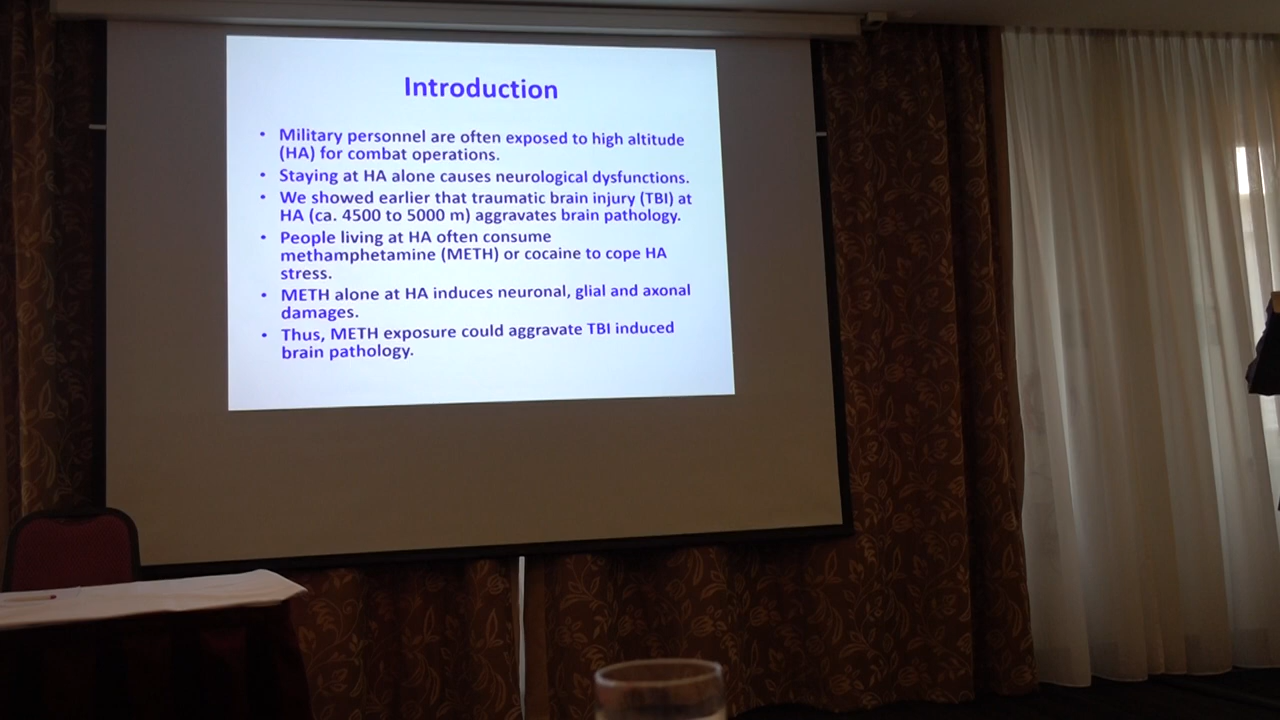 Introduction
• Military personnel are often exposed to high altitude
(HA) for combat operations.
• Staying at HA alone causes neurological dysfunctions.
• We showed earlier that traumatic brain injury (TBI) at
HA (ca. 4500 to 5000 m) aggravates brain pathology.
• People living at HA often consume
methamphetamine (METH) or cocaine to cope HA
stress.
• METH alone at HA induces neuronal, glial and axonal
damages.
• Thus, METH exposure could aggravate TBI induced
brain pathology.